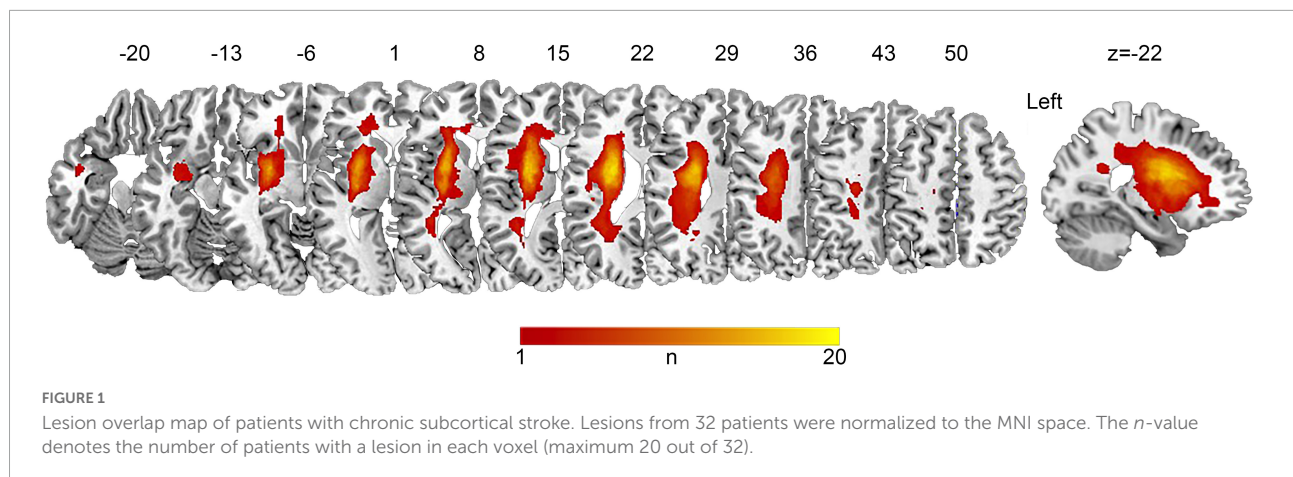 -20 -13 -6 1 8 15 22 29 36 43 50 z=-22
Left
1 n 20
FIGURE 1
Lesion overlap map of patients with chronic subcortical stroke. Lesions from 32 patients were normalized to the MNI space. The n-value
denotes the number of patients with a lesion in each voxel (maximum 20 out of 32).